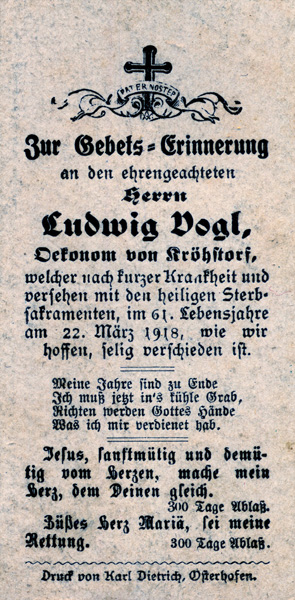 PATER NOSTER
Zur Gebets=Erinnerung
an den ehrengeachteten
Herrn
Ludwig Vogl,
Oekonom von Kröhstorf,
welcher nach kurzer Krankheit und
versehen mit den heiligen Sterb-
sakramenten, im 61. Lebensjahre
am 22. März 1918, wie wir
hoffen, selig verschieden ist.
Meine Jahre sind zu Ende
Ich muß jetzt in's kühle Grab,
Richten werden Gottes Hände
Was ich mir verdienet hab.
Jesus, sanftmütig und demü-
tig vom Herzen, mache mein
Herz, dem Deinen gleich.
300 Tage Ablaß.
Süßes Herz Mariä, sei meine
Rettung. 300 Tage Ablaß.
Druck von Karl Dietrich, Osterhofen.